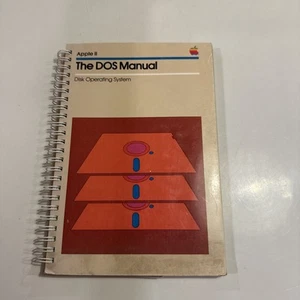 Apple II
The DOS Manual
Disk Operating System